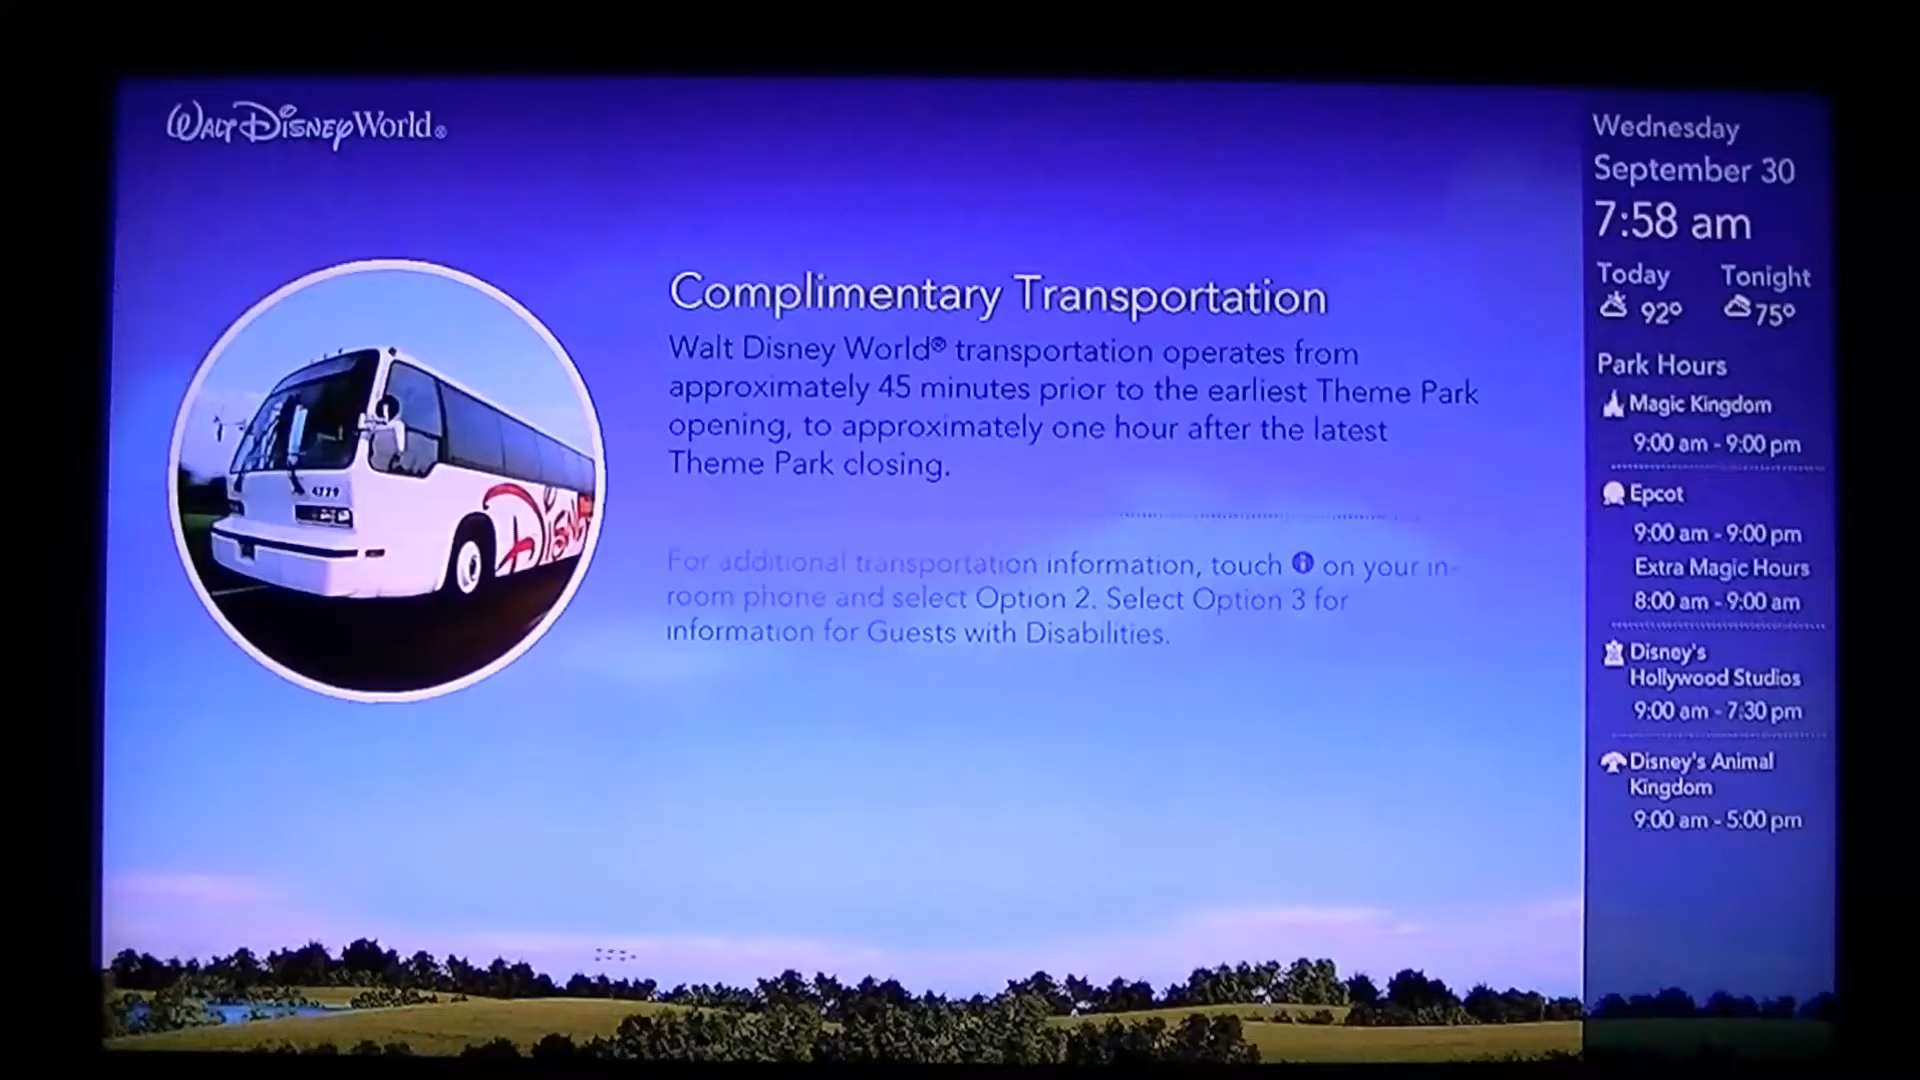 Walt Disney World®
Complimentary Transportation
Walt Disney World® transportation operates from
approximately 45 minutes prior to the earliest Theme Park
opening, to approximately one hour after the latest
Theme Park closing.
For additional transportation information, touch i on your in-
room phone and select Option 2. Select Option 3 for
information for Guests with Disabilities.
4779
Disney
Wednesday
September 30
7:58 am
Today Tonight
92° 75°
Park Hours
Magic Kingdom
9:00 am - 9:00 pm
Epcot
9:00 am - 9:00 pm
Extra Magic Hours
8:00 am - 9:00 am
Disney's
Hollywood Studios
9:00 am - 7:30 pm
Disney's Animal
Kingdom
9:00 am - 5:00 pm